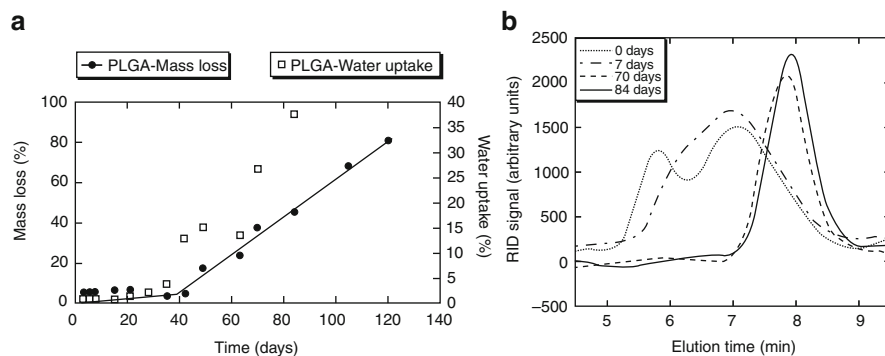 a
PLGA-Mass loss
PLGA-Water uptake
Mass loss (%)
100
80
60
40
20
0
40
35
30
25
20
15
10
5
0
Water uptake (%)
0
20
40
60
80
100
120
140
Time (days)
b
0 days
7 days
70 days
84 days
RID signal (arbitrary units)
2500
2000
1500
1000
500
0
–500
5
6
7
8
9
Elution time (min)